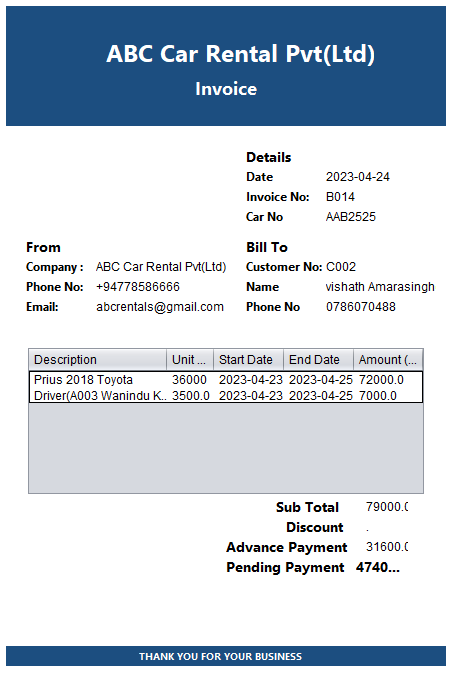 ABC Car Rental Pvt(Ltd)
Invoice
Details
Date 2023-04-24
Invoice No: B014
Car No AAB2525
From
Company : ABC Car Rental Pvt(Ltd)
Phone No: +94778586666
Email: abcrentals@gmail.com
Bill To
Customer No: C002
Name vishath Amarasingh
Phone No 0786070488
Description Unit ... Start Date End Date Amount (...
Prius 2018 Toyota 36000 2023-04-23 2023-04-25 72000.0
Driver(A003 Wanindu K... 3500.0 2023-04-23 2023-04-25 7000.0
Sub Total 79000.0
Discount .
Advance Payment 31600.0
Pending Payment 4740...
THANK YOU FOR YOUR BUSINESS